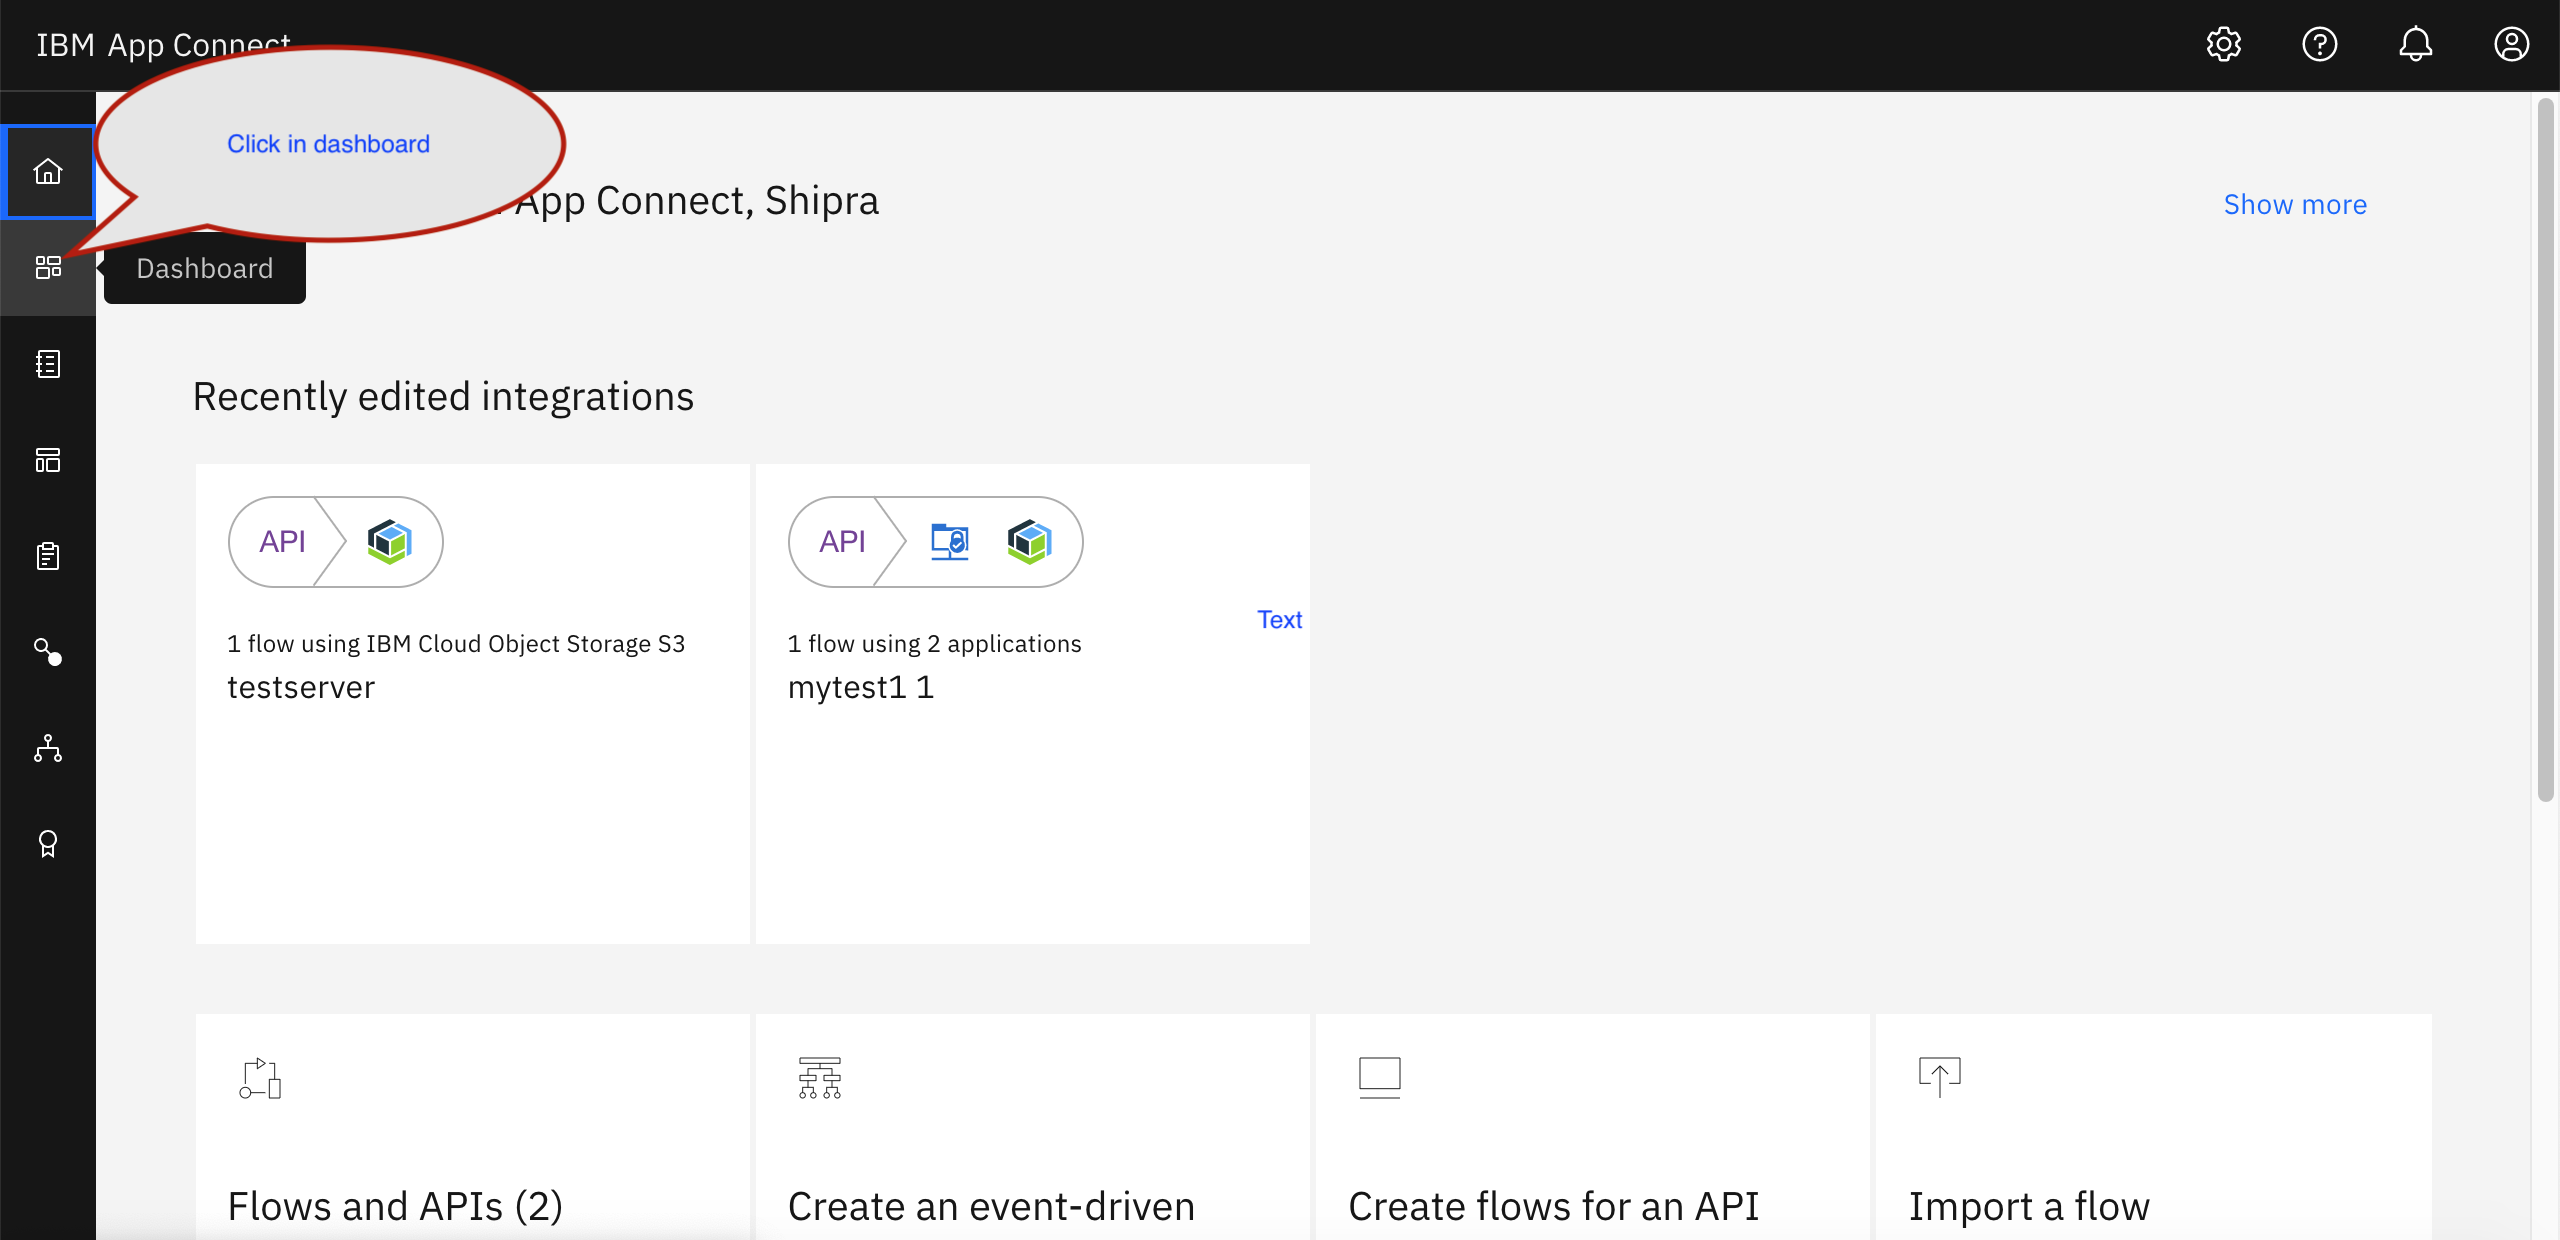 IBM App Connect
Click in dashboard
App Connect, Shipra
Show more
Dashboard
Recently edited integrations
API
API
Text
1 flow using IBM Cloud Object Storage S3
testserver
1 flow using 2 applications
mytest1 1
Flows and APIs (2)
Create an event-driven
Create flows for an API
Import a flow